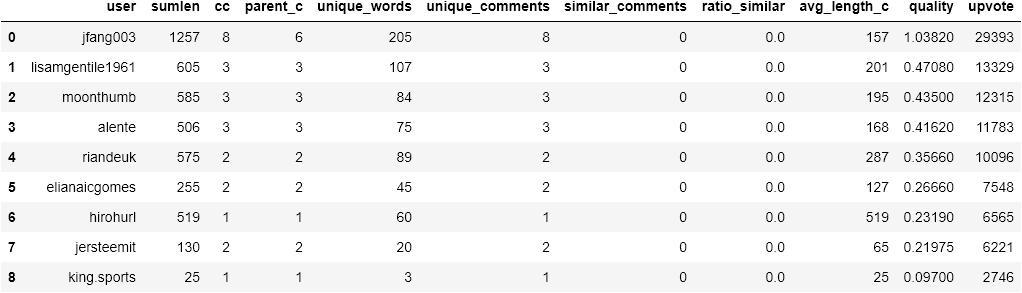 user sumlen cc parent_c unique_words unique_comments similar_comments ratio_similar avg_length_c quality upvote
0 jfang003 1257 8 6 205 8 0 0.0 157 1.03820 29393
1 lisamgentile1961 605 3 3 107 3 0 0.0 201 0.47080 13329
2 moonthumb 585 3 3 84 3 0 0.0 195 0.43500 12315
3 alente 506 3 3 75 3 0 0.0 168 0.41620 11783
4 riandeuk 575 2 2 89 2 0 0.0 287 0.35660 10096
5 elianaicgomes 255 2 2 45 2 0 0.0 127 0.26660 7548
6 hirohurl 519 1 1 60 1 0 0.0 519 0.23190 6565
7 jersteemit 130 2 2 20 2 0 0.0 65 0.21975 6221
8 king.sports 25 1 1 3 1 0 0.0 25 0.09700 2746